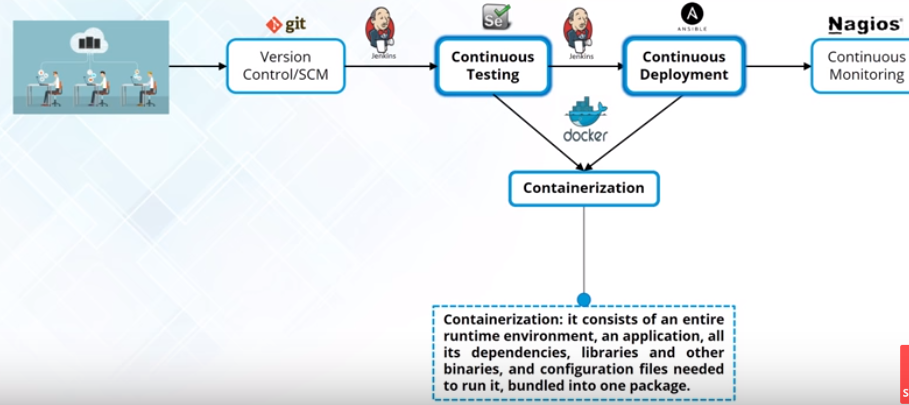 git
Version
Control/SCM
Jenkins
Se
Continuous
Testing
Jenkins
ANSIBLE
Continuous
Deployment
Nagios®
Continuous
Monitoring
docker
Containerization
Containerization: it consists of an entire
runtime environment, an application, all
its dependencies, libraries and other
binaries, and configuration files needed
to run it, bundled into one package.
S